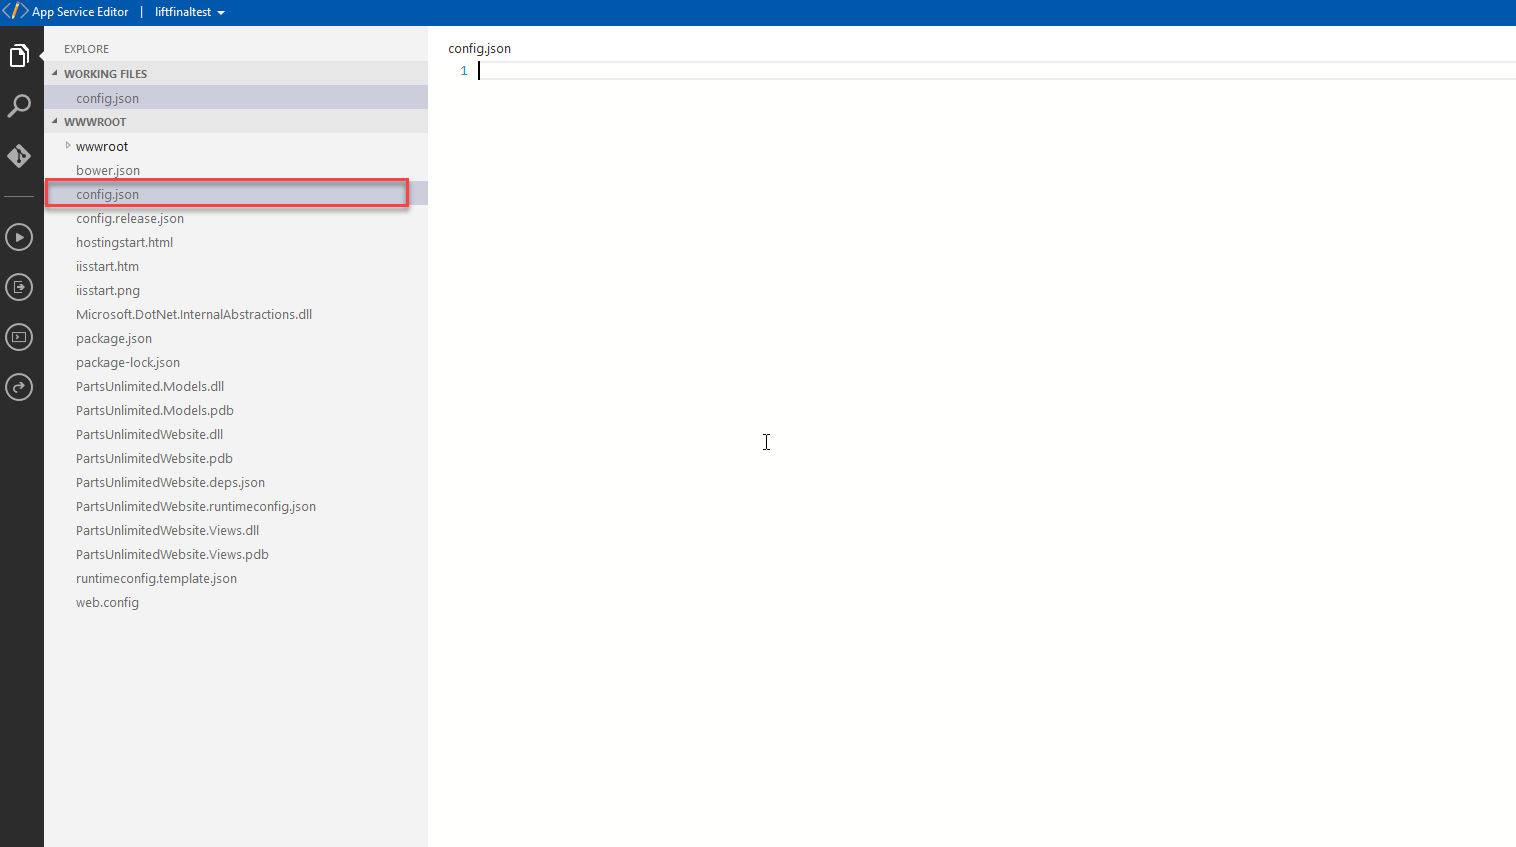 App Service Editor | liftfinaltest
EXPLORE
WORKING FILES
config.json
WWWROOT
wwwroot
bower.json
config.json
config.release.json
hostingstart.html
iisstart.htm
iisstart.png
Microsoft.DotNet.InternalAbstractions.dll
package.json
package-lock.json
PartsUnlimited.Models.dll
PartsUnlimited.Models.pdb
PartsUnlimitedWebsite.dll
PartsUnlimitedWebsite.pdb
PartsUnlimitedWebsite.deps.json
PartsUnlimitedWebsite.runtimeconfig.json
PartsUnlimitedWebsite.Views.dll
PartsUnlimitedWebsite.Views.pdb
runtimeconfig.template.json
web.config
config.json
1